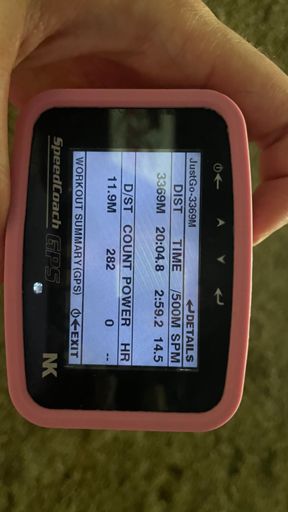 JustGo-3369M
↵DETAILS
DIST TIME /500M SPM
3369M 20:04.8 2:59.2 14.5
D/ST COUNT POWER HR
11.9M 282 0 --
WORKOUT SUMMARY(GPS) ←EXIT
SpeedCoach GPS NK